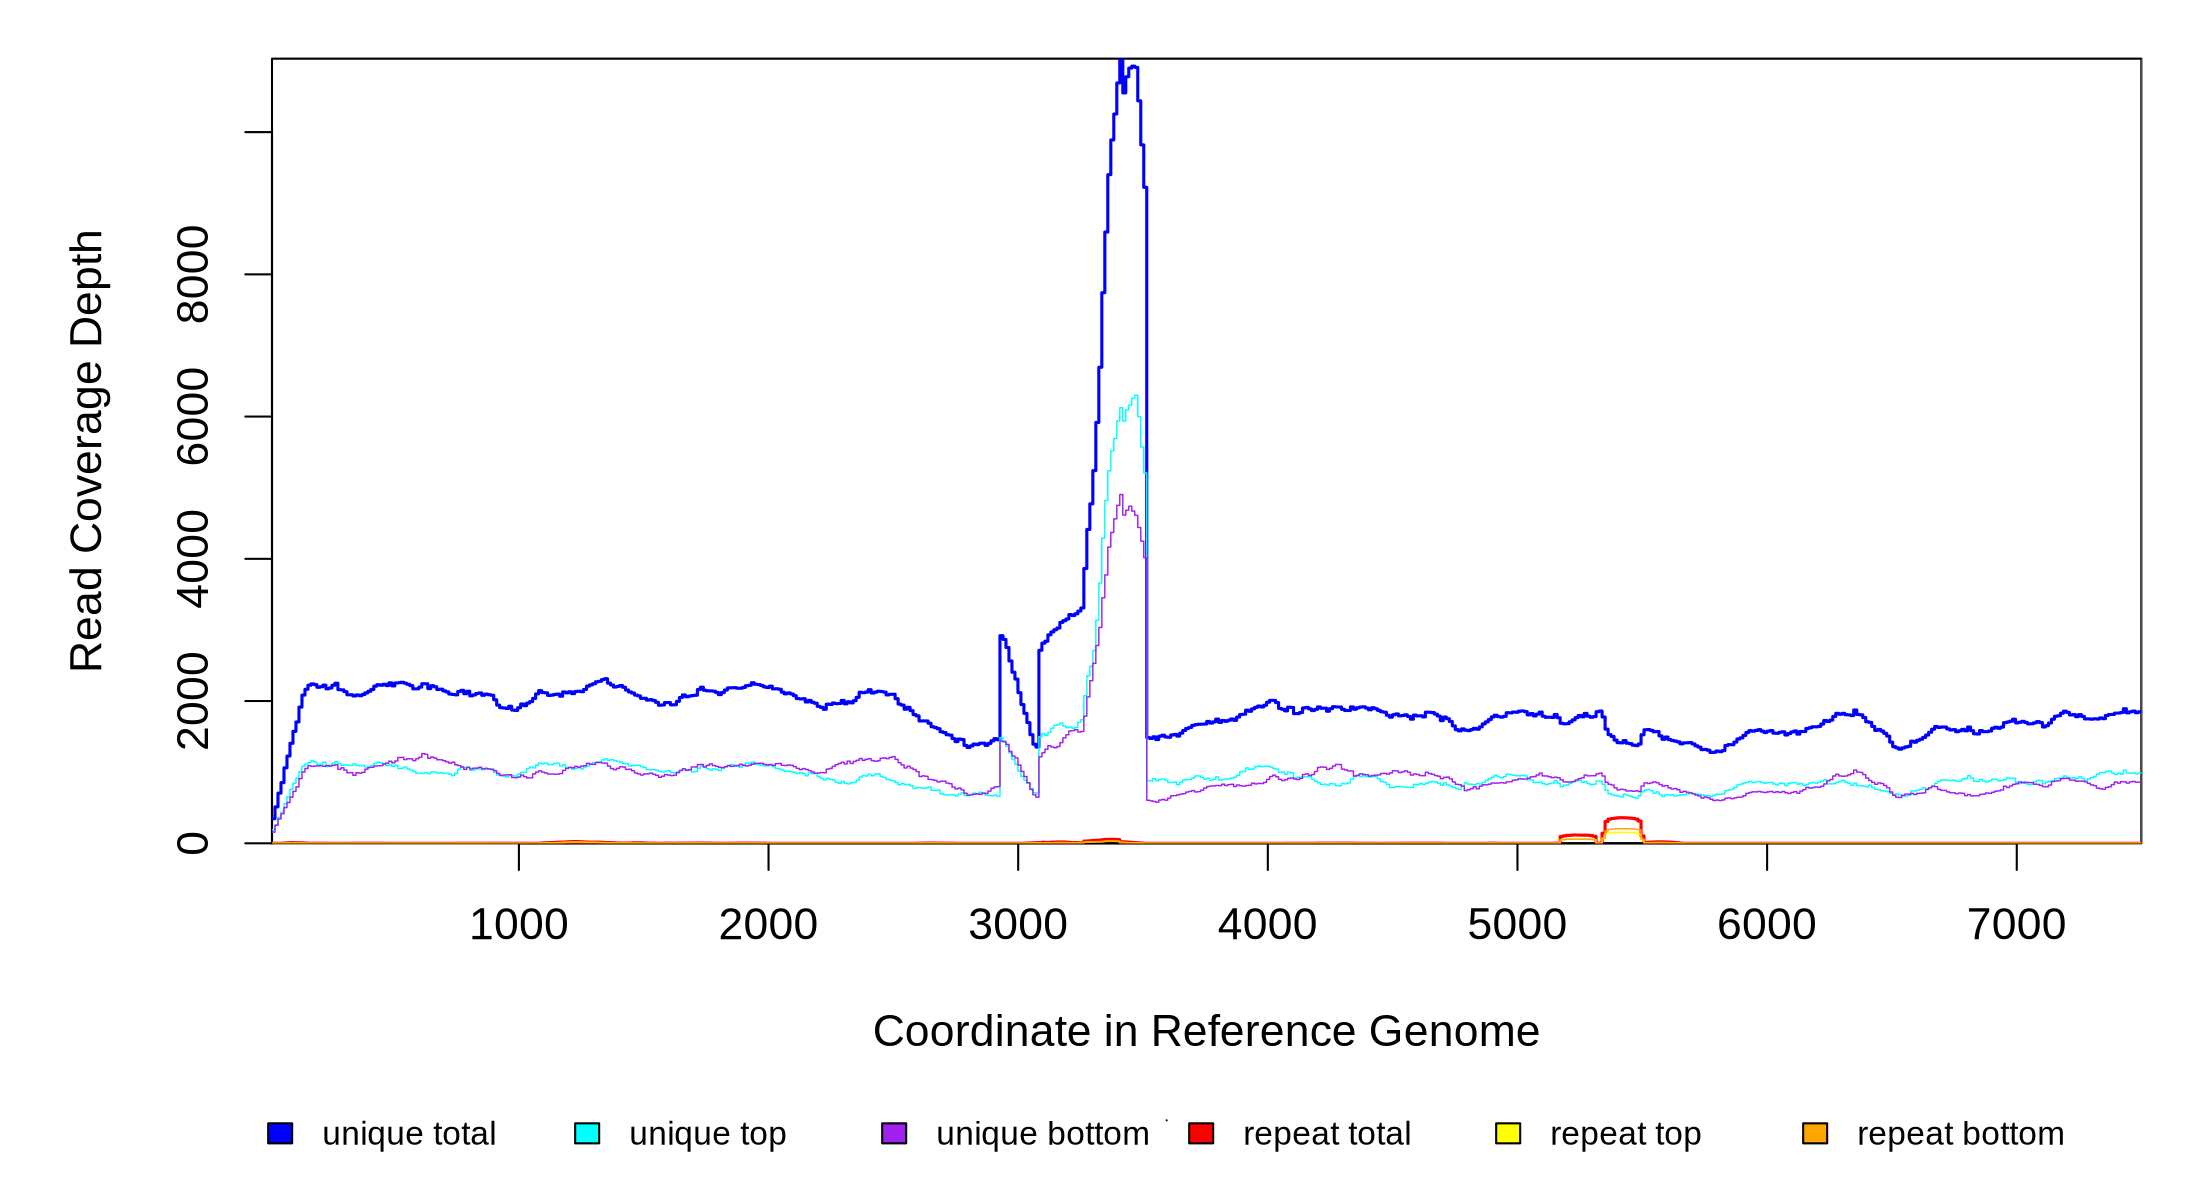 Read Coverage Depth
8000
6000
4000
2000
0
1000 2000 3000 4000 5000 6000 7000
Coordinate in Reference Genome
unique total unique top unique bottom repeat total repeat top repeat bottom